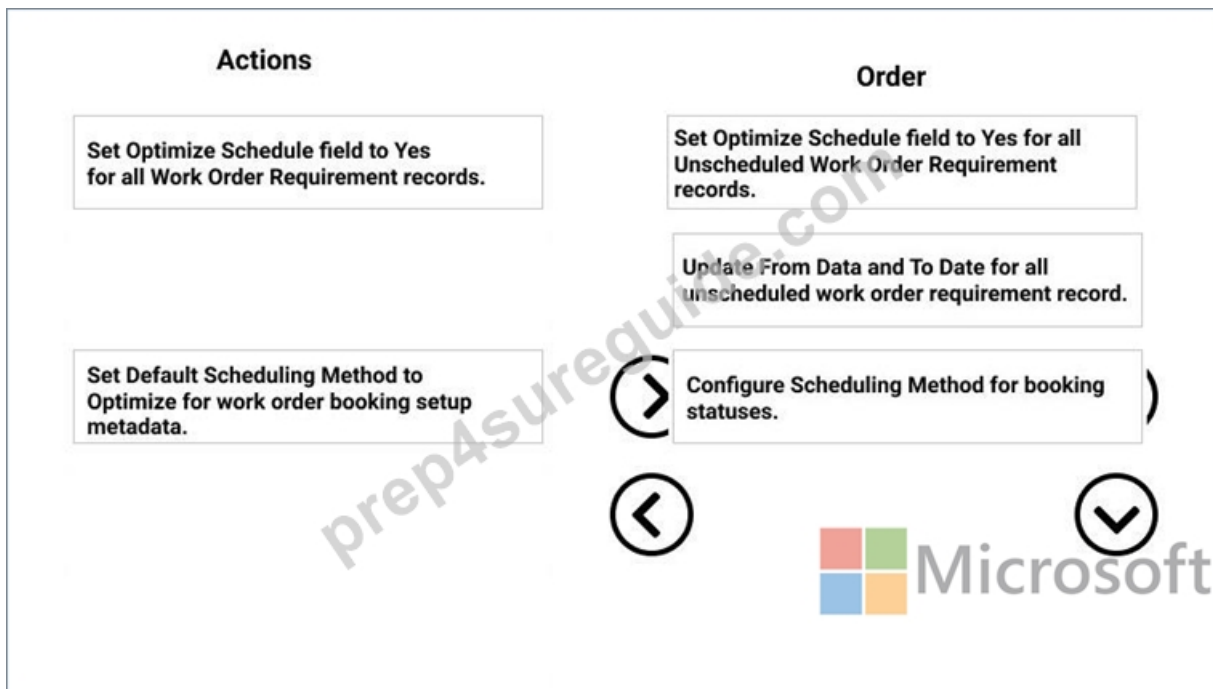 Actions
Order
Set Optimize Schedule field to Yes
for all Work Order Requirement records.
Set Optimize Schedule field to Yes for all
Unscheduled Work Order Requirement
records.
Update From Data and To Date for all
unscheduled work order requirement record.
Set Default Scheduling Method to
Optimize for work order booking setup
metadata.
Configure Scheduling Method for booking
statuses.
prep4sureguide.com
Microsoft